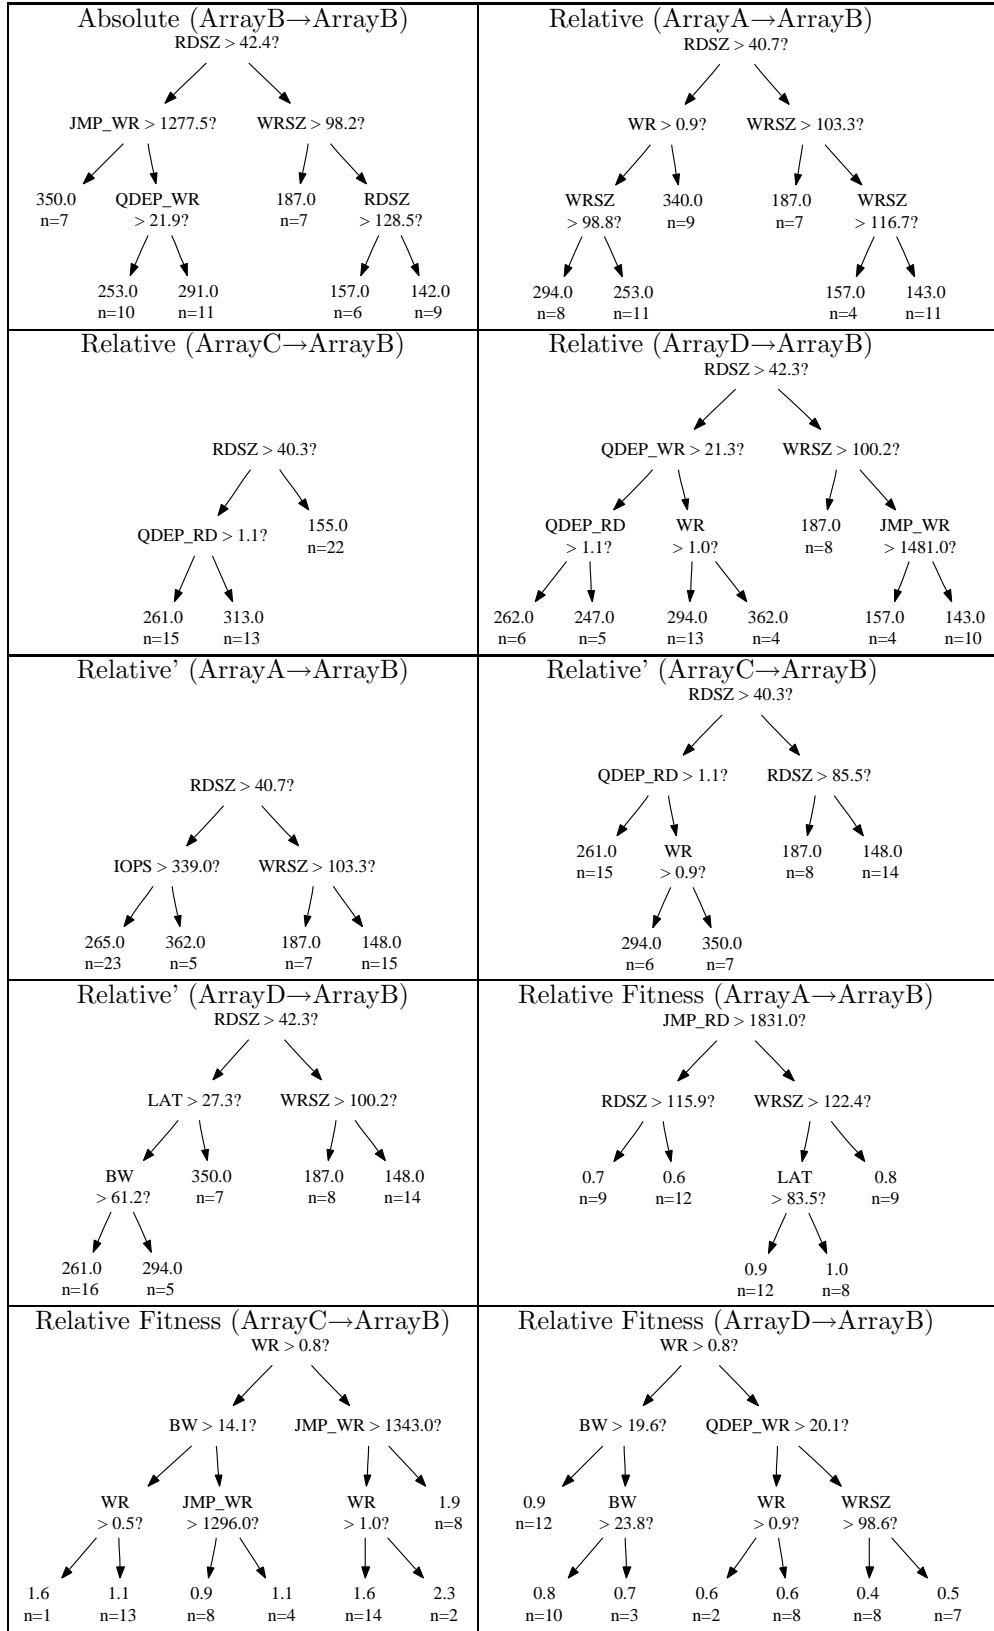 Absolute (ArrayB→ArrayB)
RDSZ > 42.4?
JMP_WR > 1277.5? WRSZ > 98.2?
350.0 QDEP_WR 187.0 RDSZ
n=7 > 21.9? n=7 > 128.5?
253.0 291.0 157.0 142.0
n=10 n=11 n=6 n=9
Relative (ArrayA→ArrayB)
RDSZ > 40.7?
WR > 0.9? WRSZ > 103.3?
WRSZ 340.0 187.0 WRSZ
> 98.8? n=9 n=7 > 116.7?
294.0 253.0 157.0 143.0
n=8 n=11 n=4 n=11
Relative (ArrayC→ArrayB)
RDSZ > 40.3?
QDEP_RD > 1.1? 155.0
n=22
261.0 313.0
n=15 n=13
Relative (ArrayD→ArrayB)
RDSZ > 42.3?
QDEP_WR > 21.3? WRSZ > 100.2?
QDEP_RD WR 187.0 JMP_WR
> 1.1? > 1.0? n=8 > 1481.0?
262.0 247.0 294.0 362.0 157.0 143.0
n=6 n=5 n=13 n=4 n=4 n=10
Relative' (ArrayA→ArrayB)
RDSZ > 40.7?
IOPS > 339.0? WRSZ > 103.3?
265.0 362.0 187.0 148.0
n=23 n=5 n=7 n=15
Relative' (ArrayC→ArrayB)
RDSZ > 40.3?
QDEP_RD > 1.1? RDSZ > 85.5?
261.0 WR 187.0 148.0
n=15 > 0.9? n=8 n=14
294.0 350.0
n=6 n=7
Relative' (ArrayD→ArrayB)
RDSZ > 42.3?
LAT > 27.3? WRSZ > 100.2?
BW 350.0 187.0 148.0
> 61.2? n=7 n=8 n=14
261.0 294.0
n=16 n=5
Relative Fitness (ArrayA→ArrayB)
JMP_RD > 1831.0?
RDSZ > 115.9? WRSZ > 122.4?
0.7 0.6 LAT 0.8
n=9 n=12 > 83.5? n=9
0.9 1.0
n=12 n=8
Relative Fitness (ArrayC→ArrayB)
WR > 0.8?
BW > 14.1? JMP_WR > 1343.0?
WR JMP_WR WR 1.9
> 0.5? > 1296.0? > 1.0? n=8
1.6 1.1 0.9 1.1 1.6 2.3
n=1 n=13 n=8 n=4 n=14 n=2
Relative Fitness (ArrayD→ArrayB)
WR > 0.8?
BW > 19.6? QDEP_WR > 20.1?
0.9 BW WR WRSZ
n=12 > 23.8? > 0.9? > 98.6?
0.8 0.7 0.6 0.6 0.4 0.5
n=10 n=3 n=2 n=8 n=8 n=7